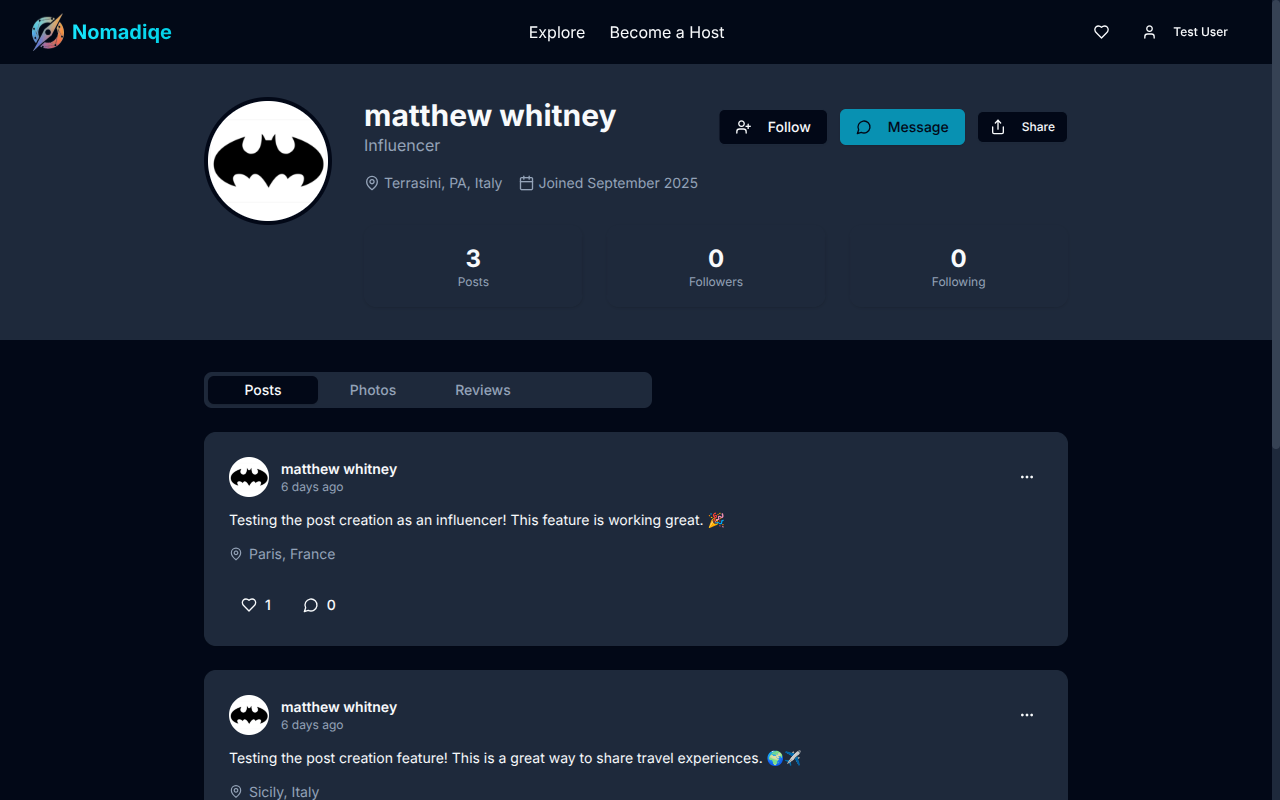 Nomadiqe
Explore Become a Host
Test User
matthew whitney
Influencer
Follow
Message
Share
Terrasini, PA, Italy Joined September 2025
3
Posts
0
Followers
0
Following
Posts Photos Reviews
matthew whitney
6 days ago
Testing the post creation as an influencer! This feature is working great. 🎉
Paris, France
1 0
matthew whitney
6 days ago
Testing the post creation feature! This is a great way to share travel experiences. 🌍✈️
Sicily, Italy